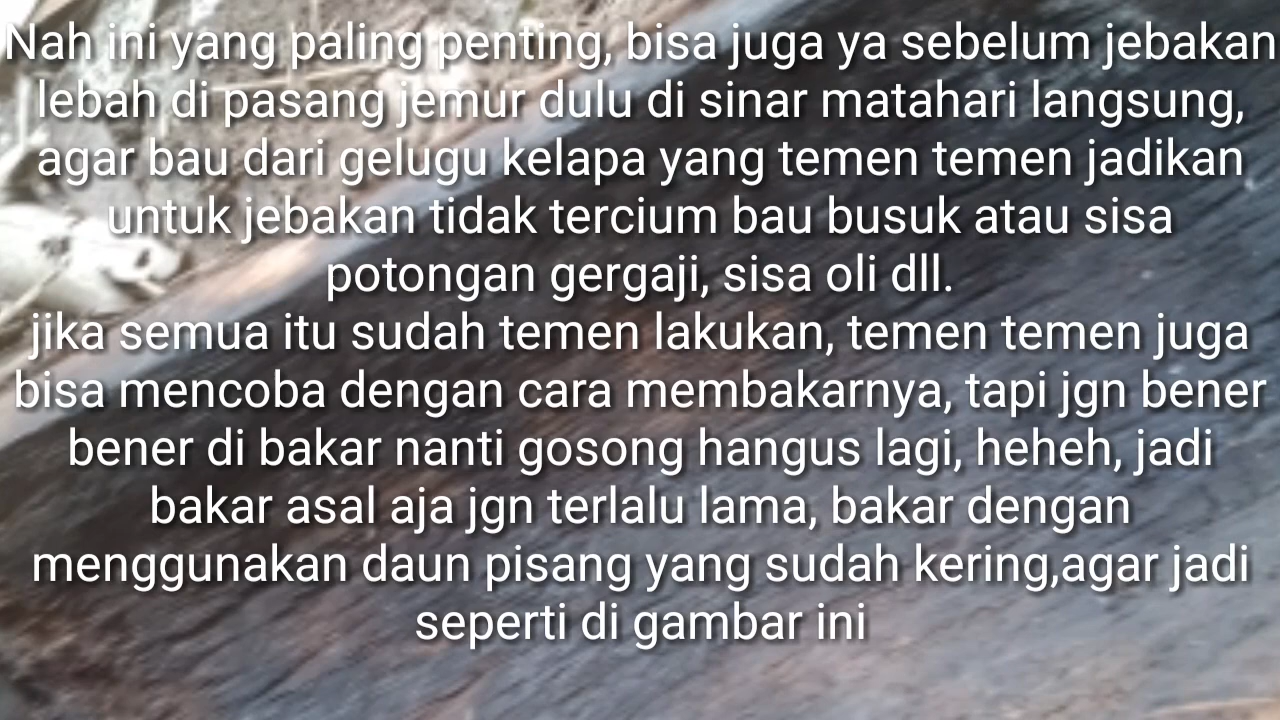 Nah ini yang paling penting, bisa juga ya sebelum jebakan
lebah di pasang jemur dulu di sinar matahari langsung,
agar bau dari gelugu kelapa yang temen temen jadikan
untuk jebakan tidak tercium bau busuk atau sisa
potongan gergaji, sisa oli dll.
jika semua itu sudah temen lakukan, temen temen juga
bisa mencoba dengan cara membakarnya, tapi jgn bener
bener di bakar nanti gosong hangus lagi, heheh, jadi
bakar asal aja jgn terlalu lama, bakar dengan
menggunakan daun pisang yang sudah kering,agar jadi
seperti di gambar ini